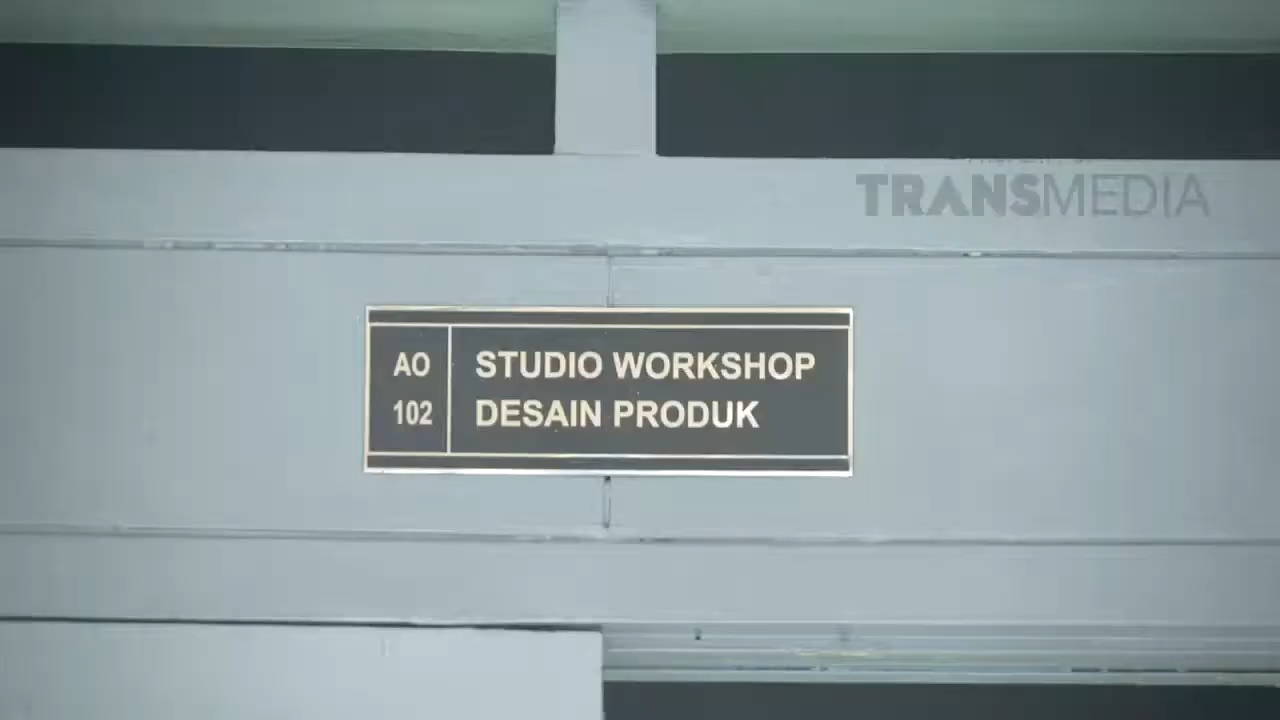 TRANSMEDIA
AO
102
STUDIO WORKSHOP
DESAIN PRODUK